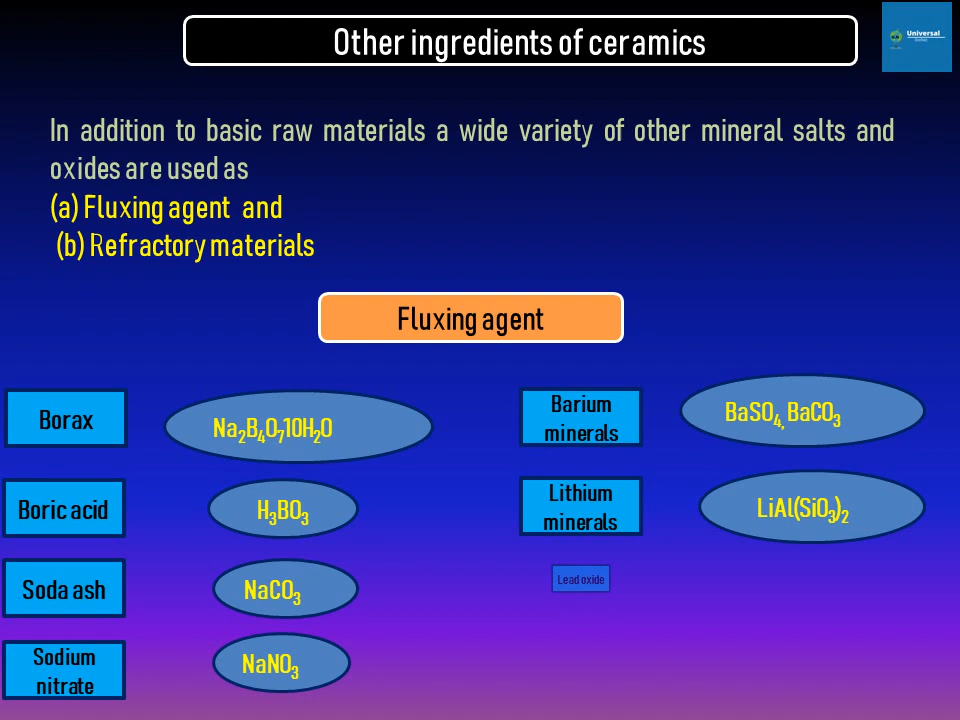 Other ingredients of ceramics
Universal
In addition to basic raw materials a wide variety of other mineral salts and
oxides are used as
(a) Fluxing agent and
(b) Refractory materials
Fluxing agent
Borax
Na₂B₄O₇10H₂O
Barium
minerals
BaSO₄, BaCO₃
Boric acid
H₃BO₃
Lithium
minerals
LiAl(SiO₃)₂
Soda ash
NaCO₃
Lead oxide
Sodium
nitrate
NaNO₃